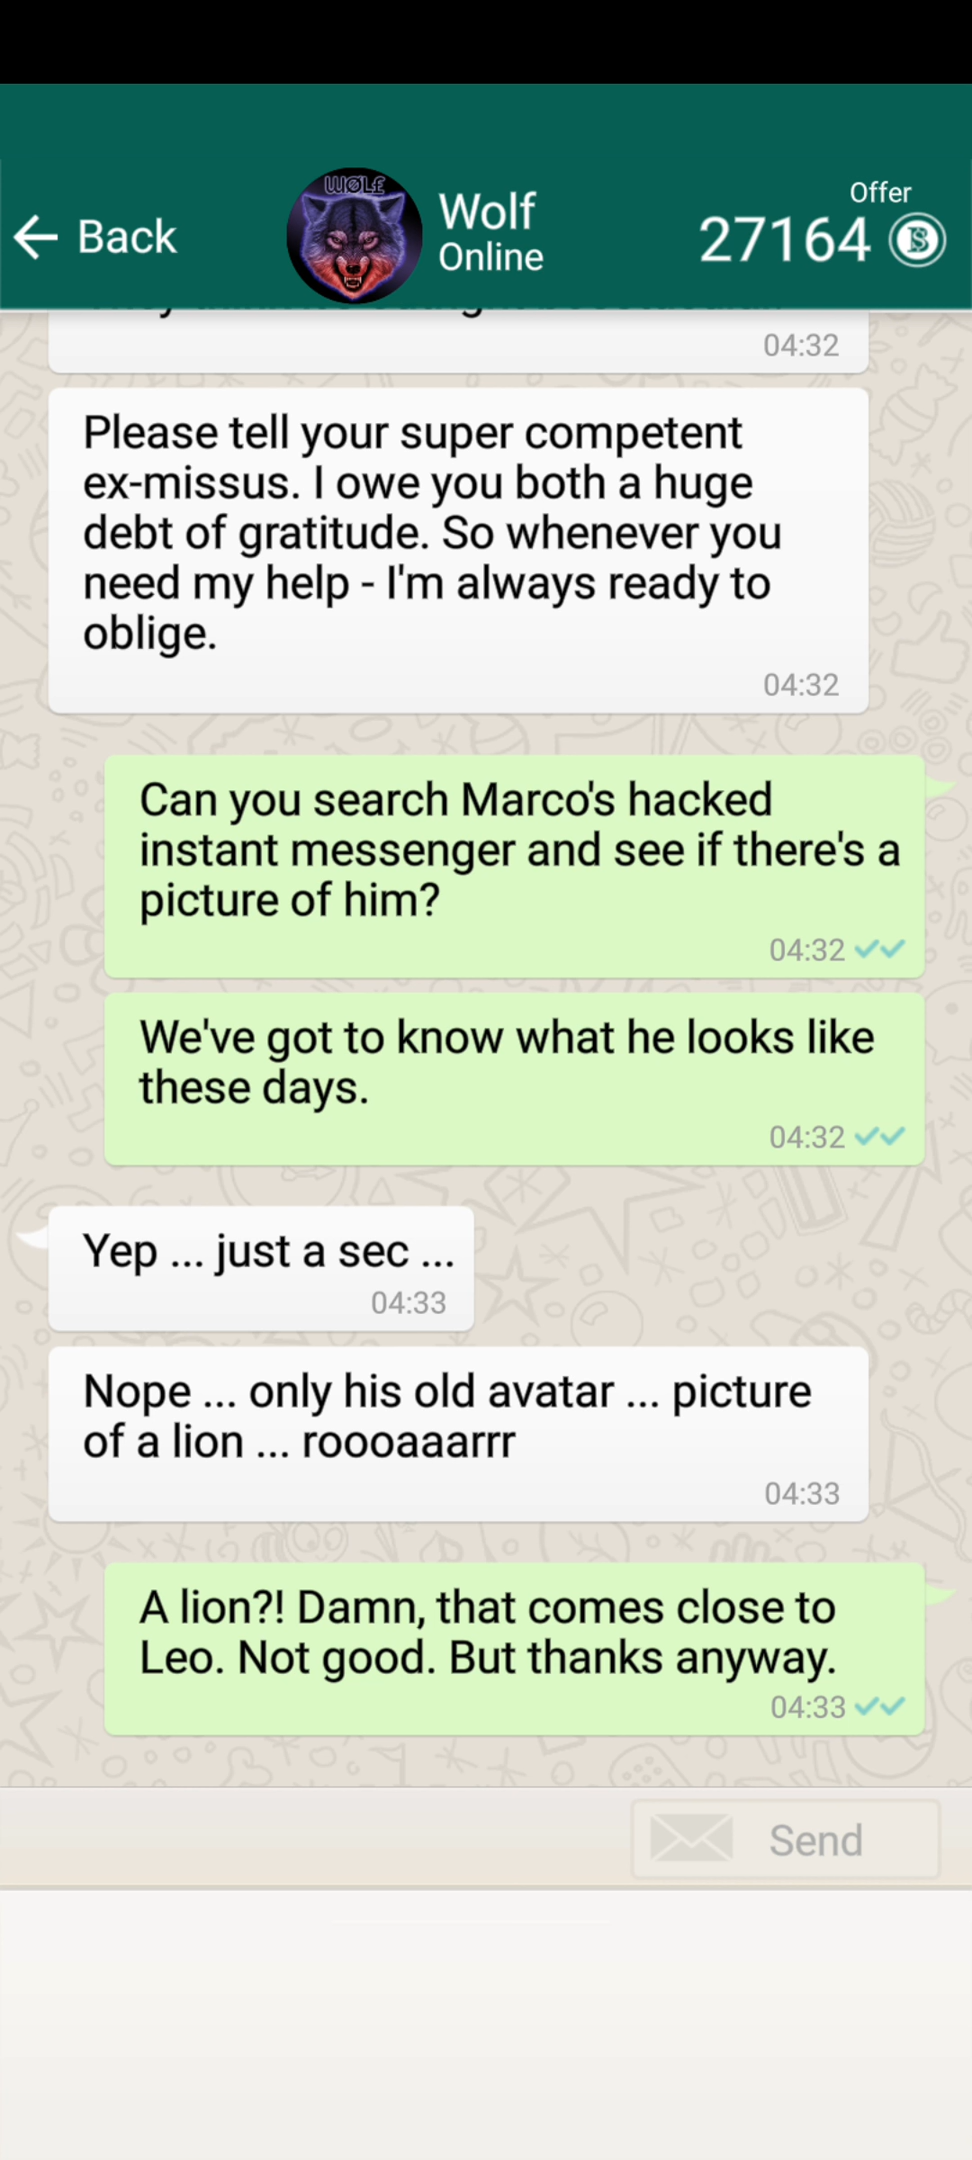 WØLF
Wolf
Online
Back
Offer
27164
04:32
Please tell your super competent
ex-missus. I owe you both a huge
debt of gratitude. So whenever you
need my help - I'm always ready to
oblige.
04:32
Can you search Marco's hacked
instant messenger and see if there's a
picture of him?
04:32
We've got to know what he looks like
these days.
04:32
Yep ... just a sec ...
04:33
Nope ... only his old avatar ... picture
of a lion ... roooaaarrr
04:33
A lion?! Damn, that comes close to
Leo. Not good. But thanks anyway.
04:33
Send